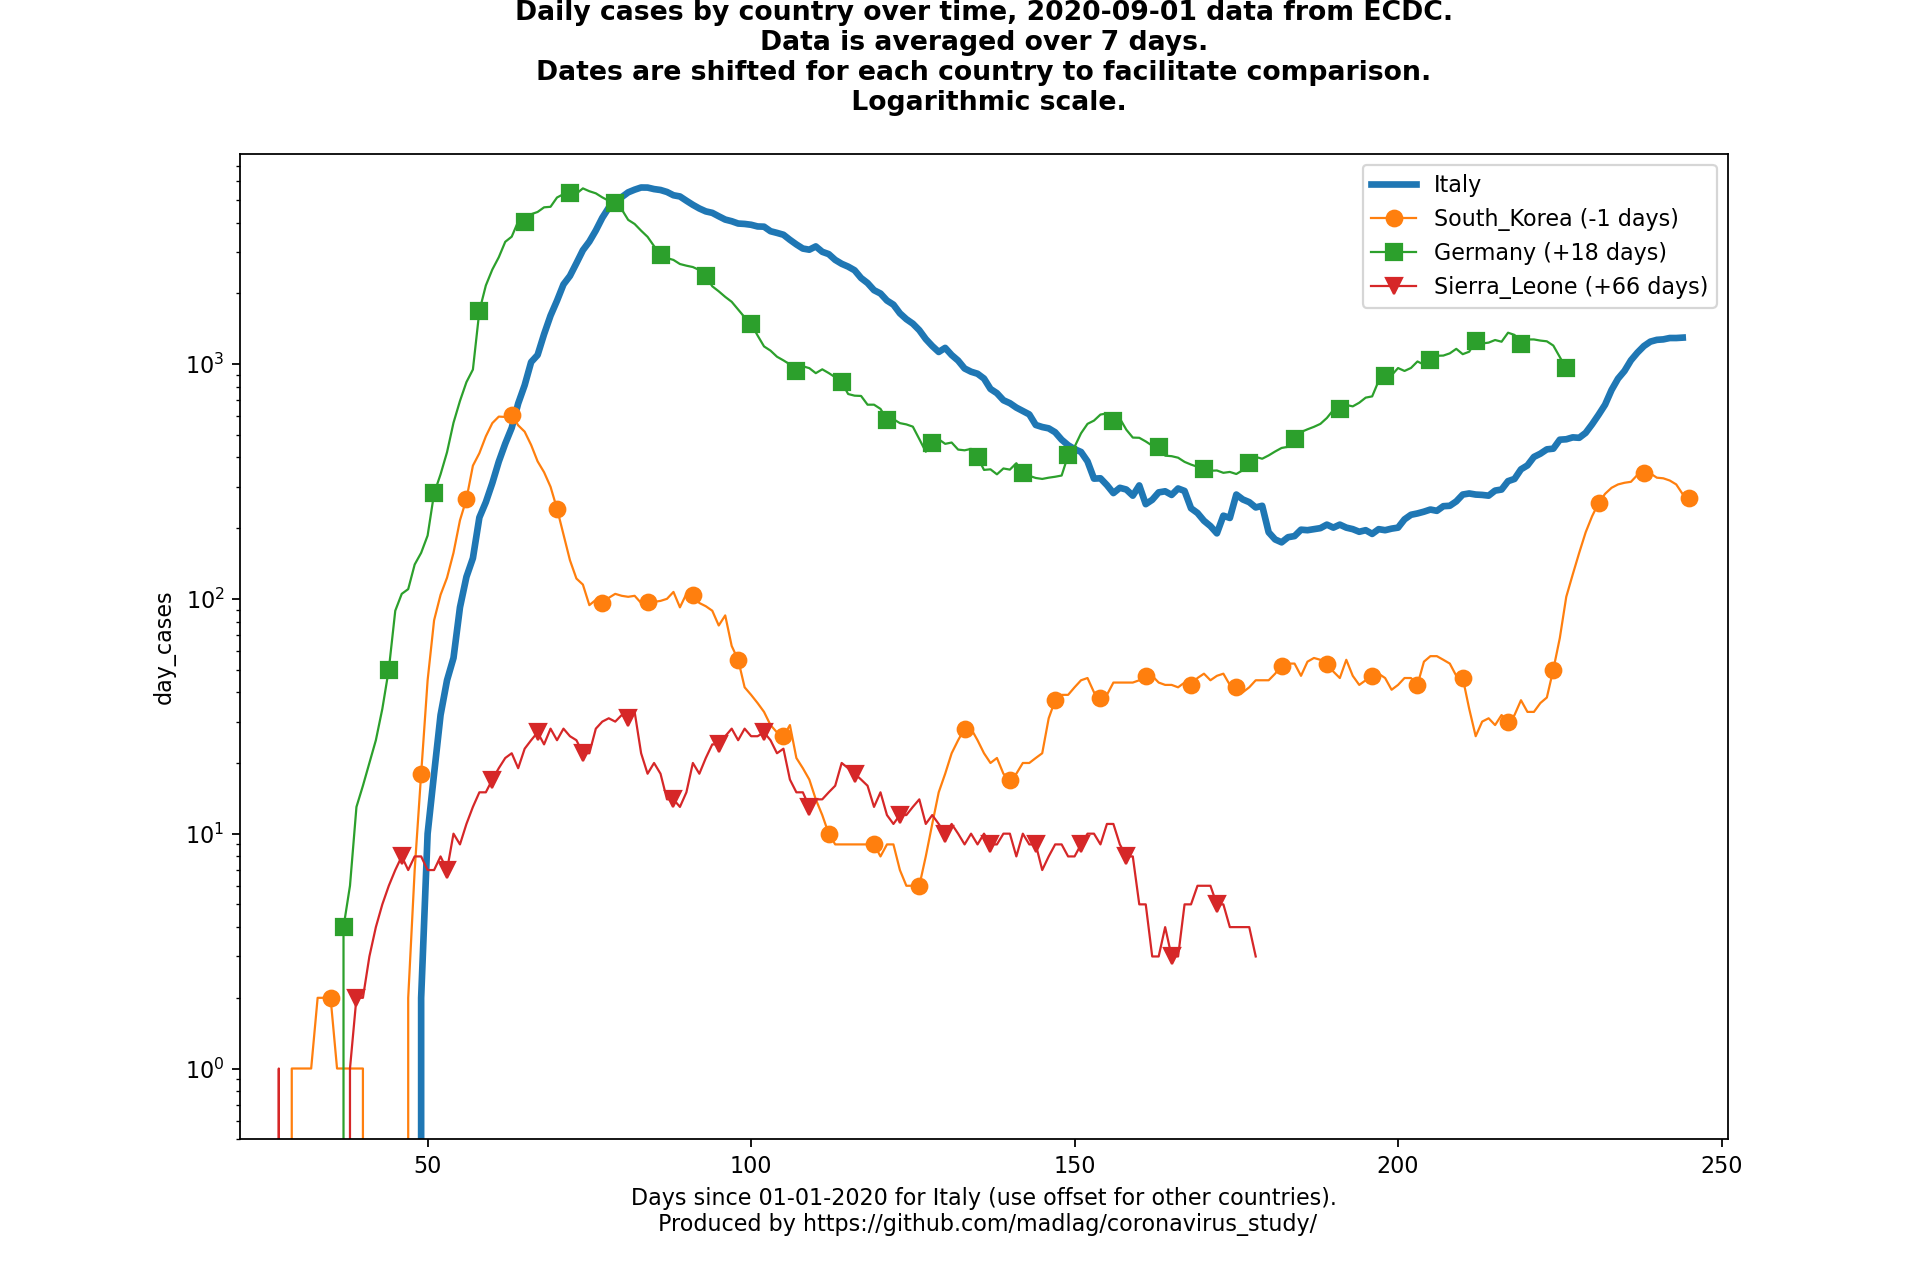 Daily cases by country over time, 2020-09-01 data from ECDC.
Data is averaged over 7 days.
Dates are shifted for each country to facilitate comparison.
Logarithmic scale.
Italy
South_Korea (-1 days)
Germany (+18 days)
Sierra_Leone (+66 days)
day_cases
10³
10²
10¹
10⁰
50 100 150 200 250
Days since 01-01-2020 for Italy (use offset for other countries).
Produced by https://github.com/madlag/coronavirus_study/